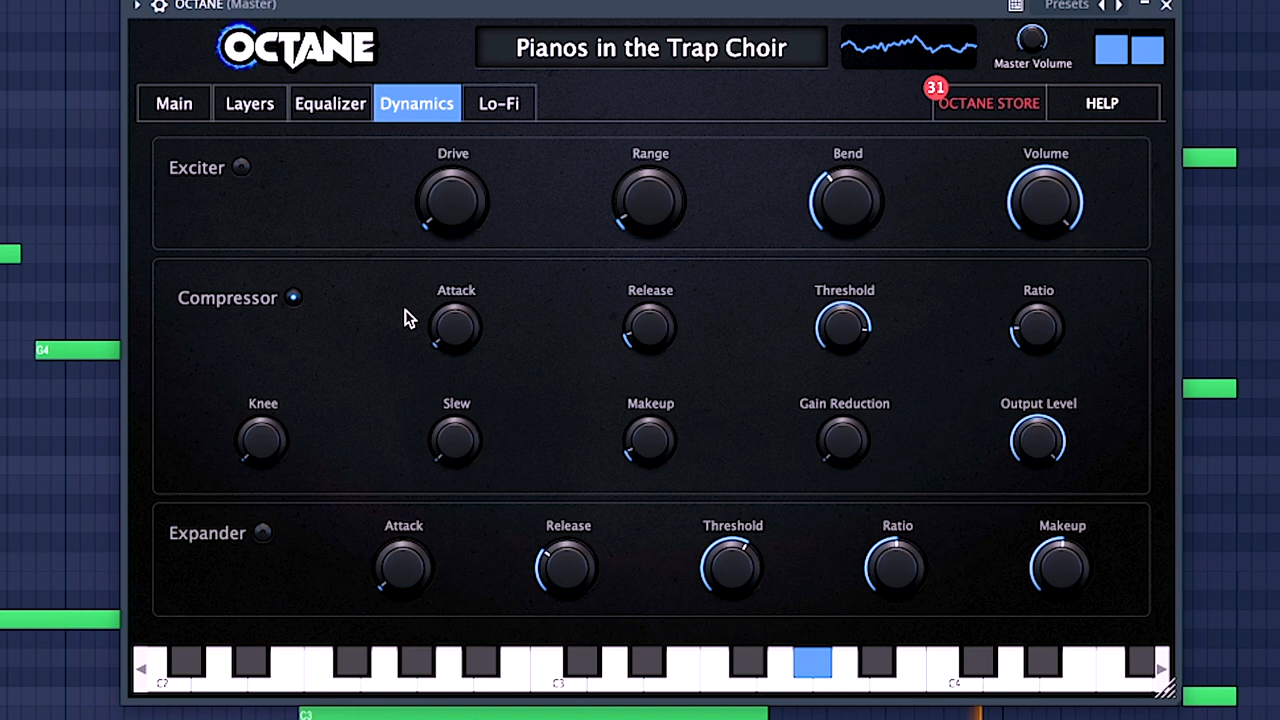 OCTANE (Master)
Presets
OCTANE
Pianos in the Trap Choir
Master Volume
Main
Layers
Equalizer
Dynamics
Lo-Fi
31
OCTANE STORE
HELP
Exciter
Drive
Range
Bend
Volume
Compressor
Attack
Release
Threshold
Ratio
Knee
Slew
Makeup
Gain Reduction
Output Level
Expander
Attack
Release
Threshold
Ratio
Makeup
G4
C2
C3
C4
C3